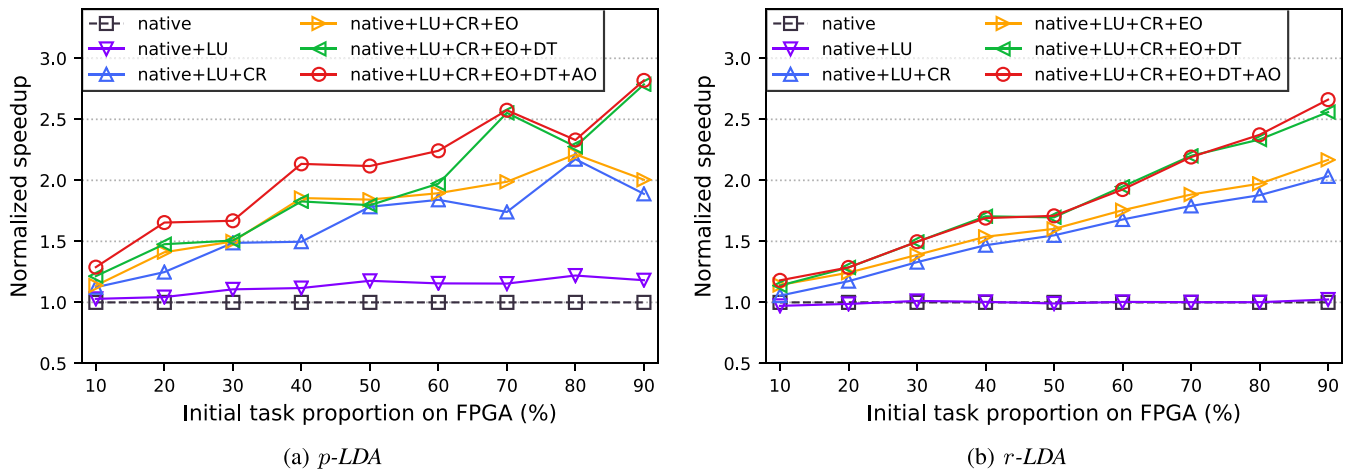 native
native+LU
native+LU+CR
native+LU+CR+EO
native+LU+CR+EO+DT
native+LU+CR+EO+DT+AO
Normalized speedup
3.0
2.5
2.0
1.5
1.0
0.5
10 20 30 40 50 60 70 80 90
Initial task proportion on FPGA (%)
(a) p-LDA
native
native+LU
native+LU+CR
native+LU+CR+EO
native+LU+CR+EO+DT
native+LU+CR+EO+DT+AO
Normalized speedup
3.0
2.5
2.0
1.5
1.0
0.5
10 20 30 40 50 60 70 80 90
Initial task proportion on FPGA (%)
(b) r-LDA